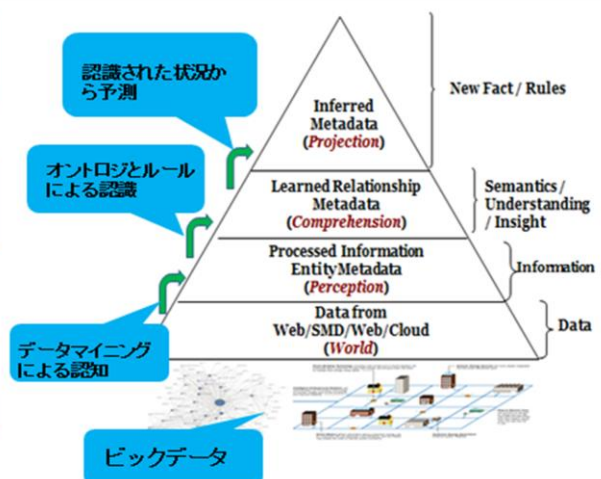 認識された状況か
ら予測
Inferred
Metadata
(Projection)
New Fact / Rules
オントロジとルール
による認識
Learned Relationship
Metadata
(Comprehension)
Semantics /
Understanding
/ Insight
Processed Information
EntityMetadata
(Perception)
Information
データマイニング
による認知
Data from
Web/SMD/Web/Cloud
(World)
Data
ビックデータ